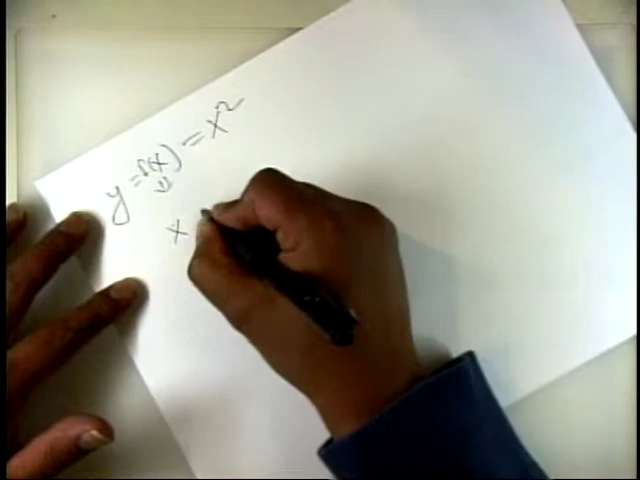 y = f(x) = x²
x